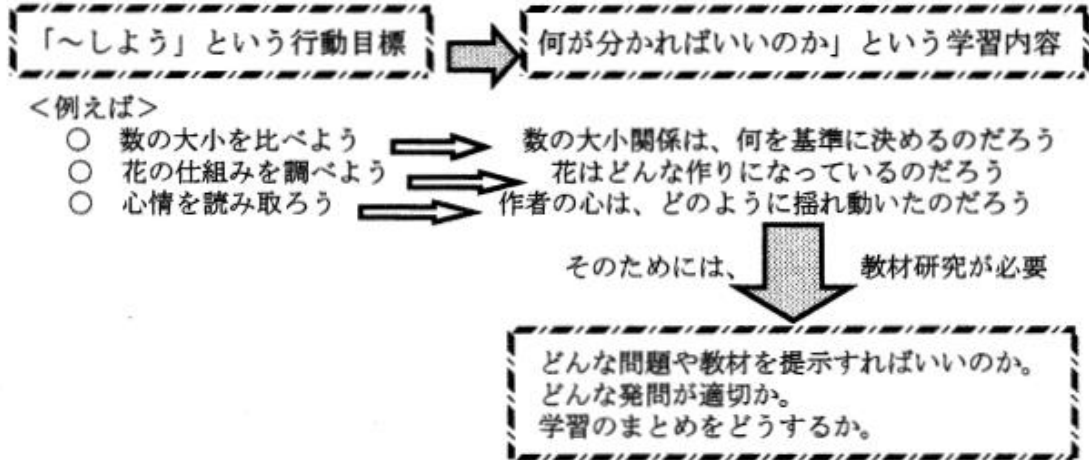 「～しよう」という行動目標
何が分かればいいのか」という学習内容
＜例えば＞
○ 数の大小を比べよう
数の大小関係は、何を基準に決めるのだろう
○ 花の仕組みを調べよう
花はどんな作りになっているのだろう
○ 心情を読み取ろう
作者の心は、どのように揺れ動いたのだろう
そのためには、
教材研究が必要
どんな問題や教材を提示すればいいのか。
どんな発問が適切か。
学習のまとめをどうするか。